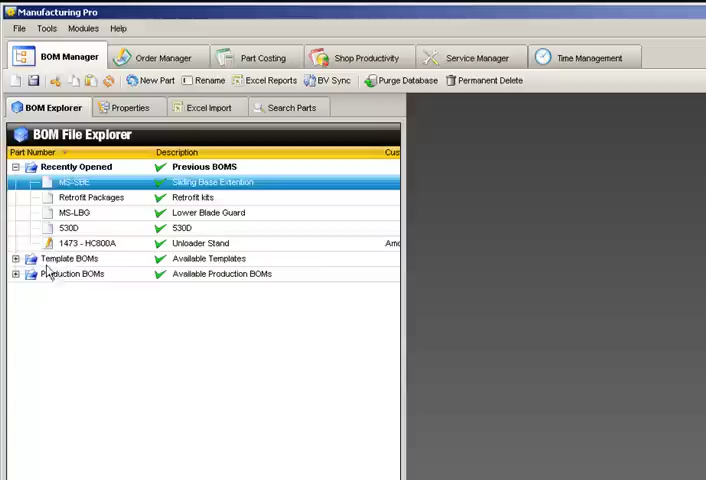 Manufacturing Pro
File Tools Modules Help
BOM Manager Order Manager Part Costing Shop Productivity Service Manager Time Management
New Part Rename Excel Reports BV Sync Purge Database Permanent Delete
BOM Explorer Properties Excel Import Search Parts
BOM File Explorer
Part Number Description Cus
Recently Opened Previous BOMS
MS-SBE Sliding Base Extention
Retrofit Packages Retrofit kits
MS-LBG Lower Blade Guard
530D 530D
1473 - HC800A Unloader Stand Amo
Template BOMs Available Templates
Production BOMs Available Production BOMs